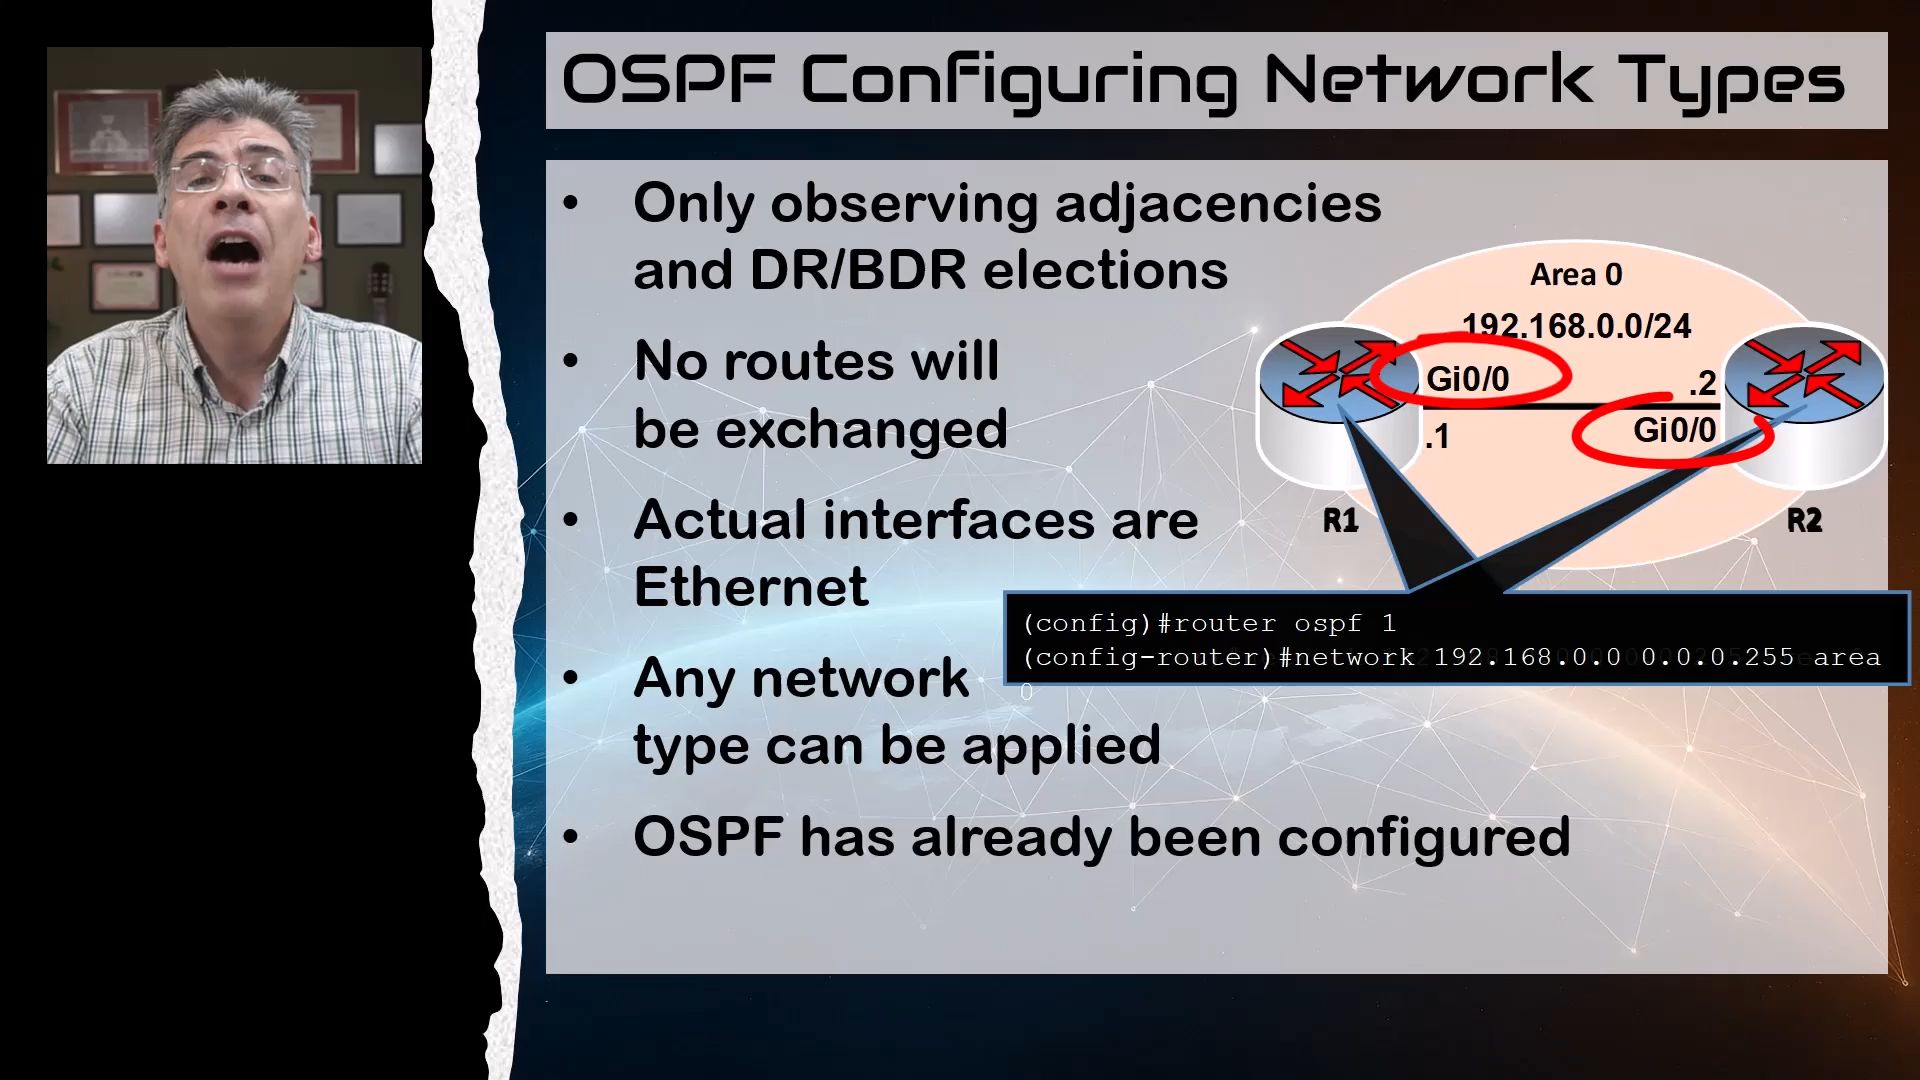 OSPF Configuring Network Types
• Only observing adjacencies
and DR/BDR elections
• No routes will
be exchanged
• Actual interfaces are
Ethernet
• Any network
type can be applied
• OSPF has already been configured
Area 0
192.168.0.0/24
Gi0/0
.2
.1
Gi0/0
R1
R2
(config)#router ospf 1
(config-router)#network 192.168.0.0 0.0.0.255 area
0